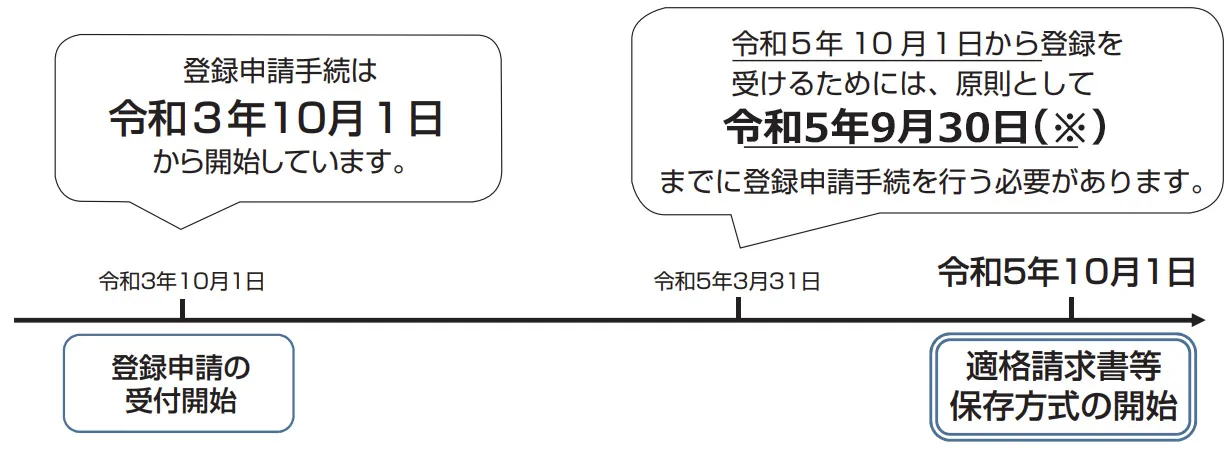 登録申請手続は
令和３年10月１日
から開始しています。
令和５年 10 月１日から登録を
受けるためには、原則として
令和5年9月30日(※)
までに登録申請手続を行う必要があります。
令和3年10月1日
令和5年3月31日
令和5年10月1日
登録申請の
受付開始
適格請求書等
保存方式の開始